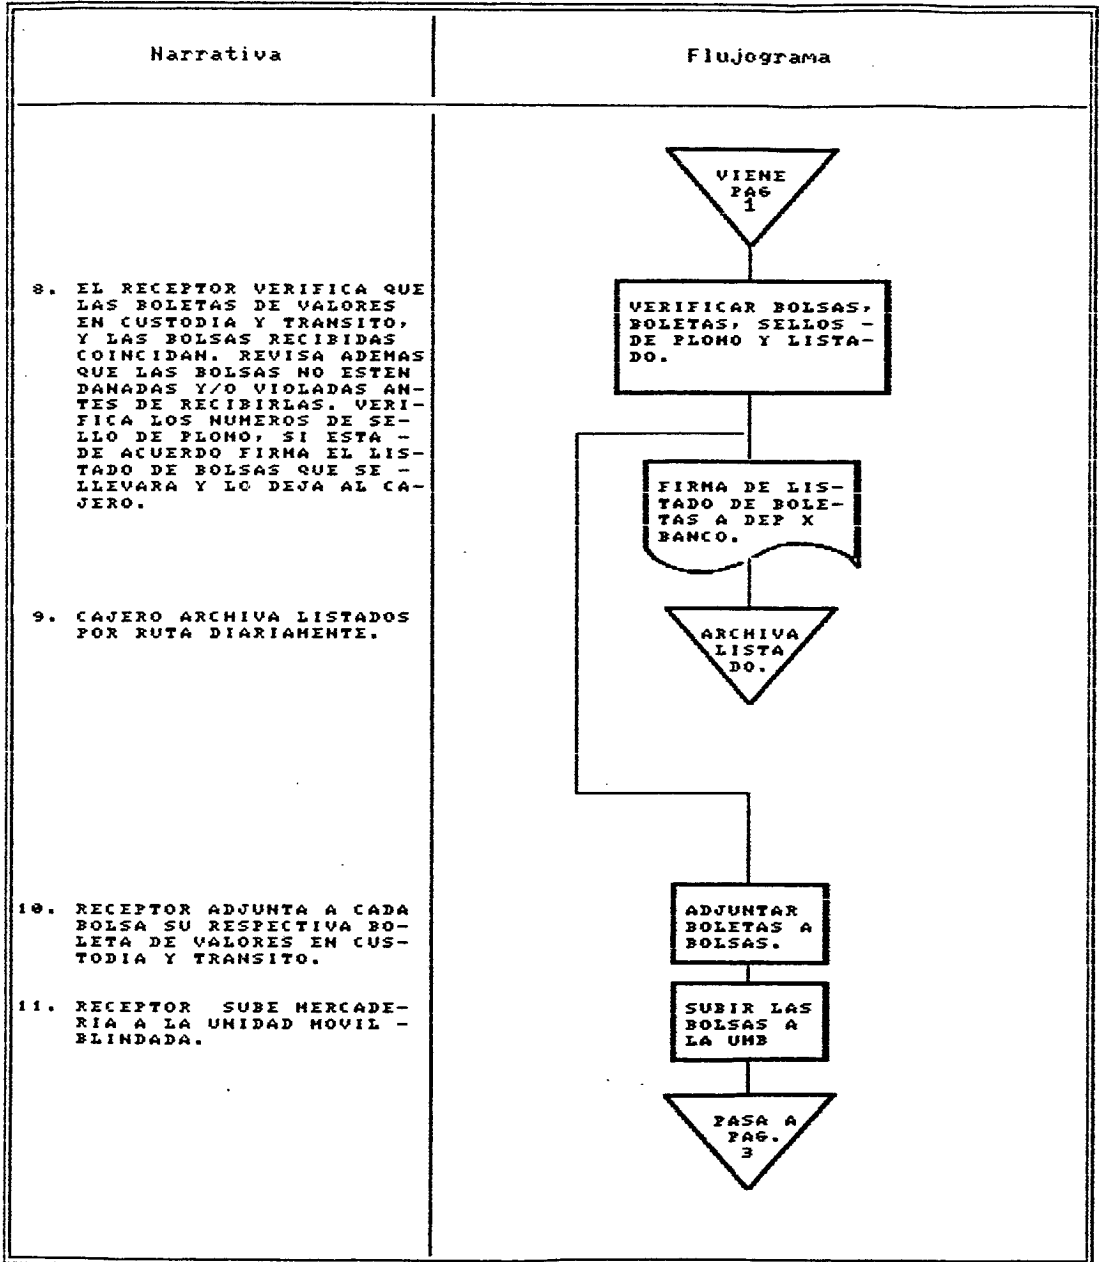 Narrativa
Flujograma
VIENE
PAG
1
8. EL RECEPTOR VERIFICA QUE
LAS BOLETAS DE VALORES
EN CUSTODIA Y TRANSITO,
Y LAS BOLSAS RECIBIDAS
COINCIDAN. REVISA ADEMAS
QUE LAS BOLSAS NO ESTEN
DANADAS Y/O VIOLADAS AN-
TES DE RECIBIRLAS. VERI-
FICA LOS NUMEROS DE SE-
LLO DE PLOMO, SI ESTA -
DE ACUERDO FIRMA EL LIS-
TADO DE BOLSAS QUE SE -
LLEVARA Y LO DEJA AL CA-
JERO.
VERIFICAR BOLSAS,
BOLETAS, SELLOS -
DE PLOMO Y LISTA-
DO.
FIRMA DE LIS-
TADO DE BOLE-
TAS A DEP X
BANCO.
9. CAJERO ARCHIVA LISTADOS
POR RUTA DIARIAMENTE.
ARCHIVA
LISTA
DO.
10. RECEPTOR ADJUNTA A CADA
BOLSA SU RESPECTIVA BO-
LETA DE VALORES EN CUS-
TODIA Y TRANSITO.
ADJUNTAR
BOLETAS A
BOLSAS.
11. RECEPTOR SUBE MERCADE-
RIA A LA UNIDAD MOVIL -
BLINDADA.
SUBIR LAS
BOLSAS A
LA UMB
PASA A
PAG.
3